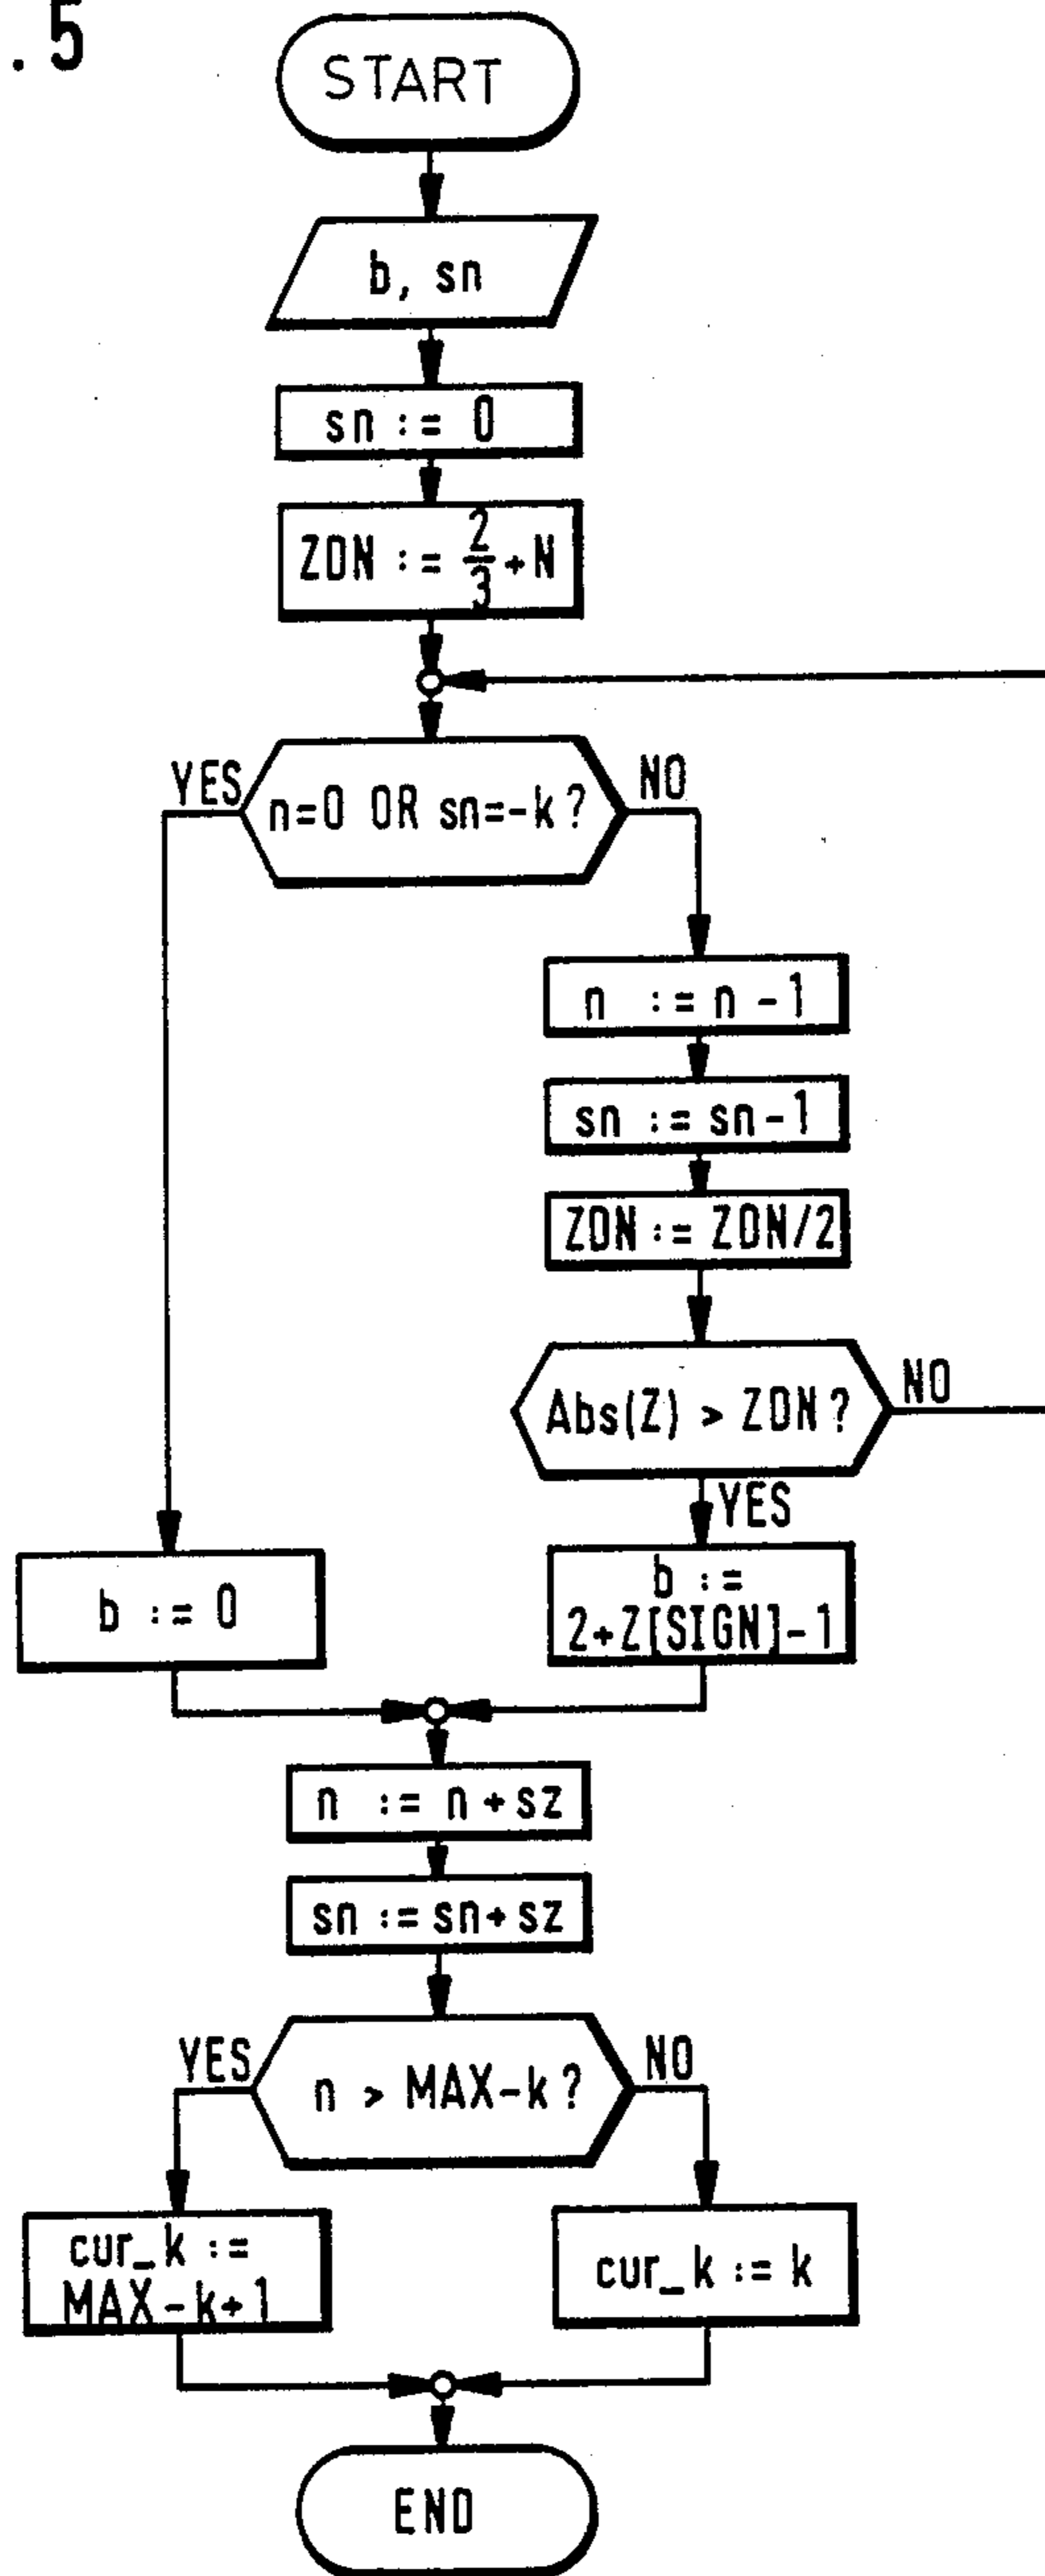 .5
START
b, sn
sn := 0
ZDN := 2/3 + N
YES
n=0 OR sn=-k?
NO
n := n - 1
sn := sn - 1
ZDN := ZDN/2
Abs(Z) > ZDN?
NO
YES
b := 0
b :=
2+Z[SIGN]-1
n := n + sz
sn := sn + sz
YES
n > MAX-k?
NO
cur_k :=
MAX-k+1
cur_k := k
END